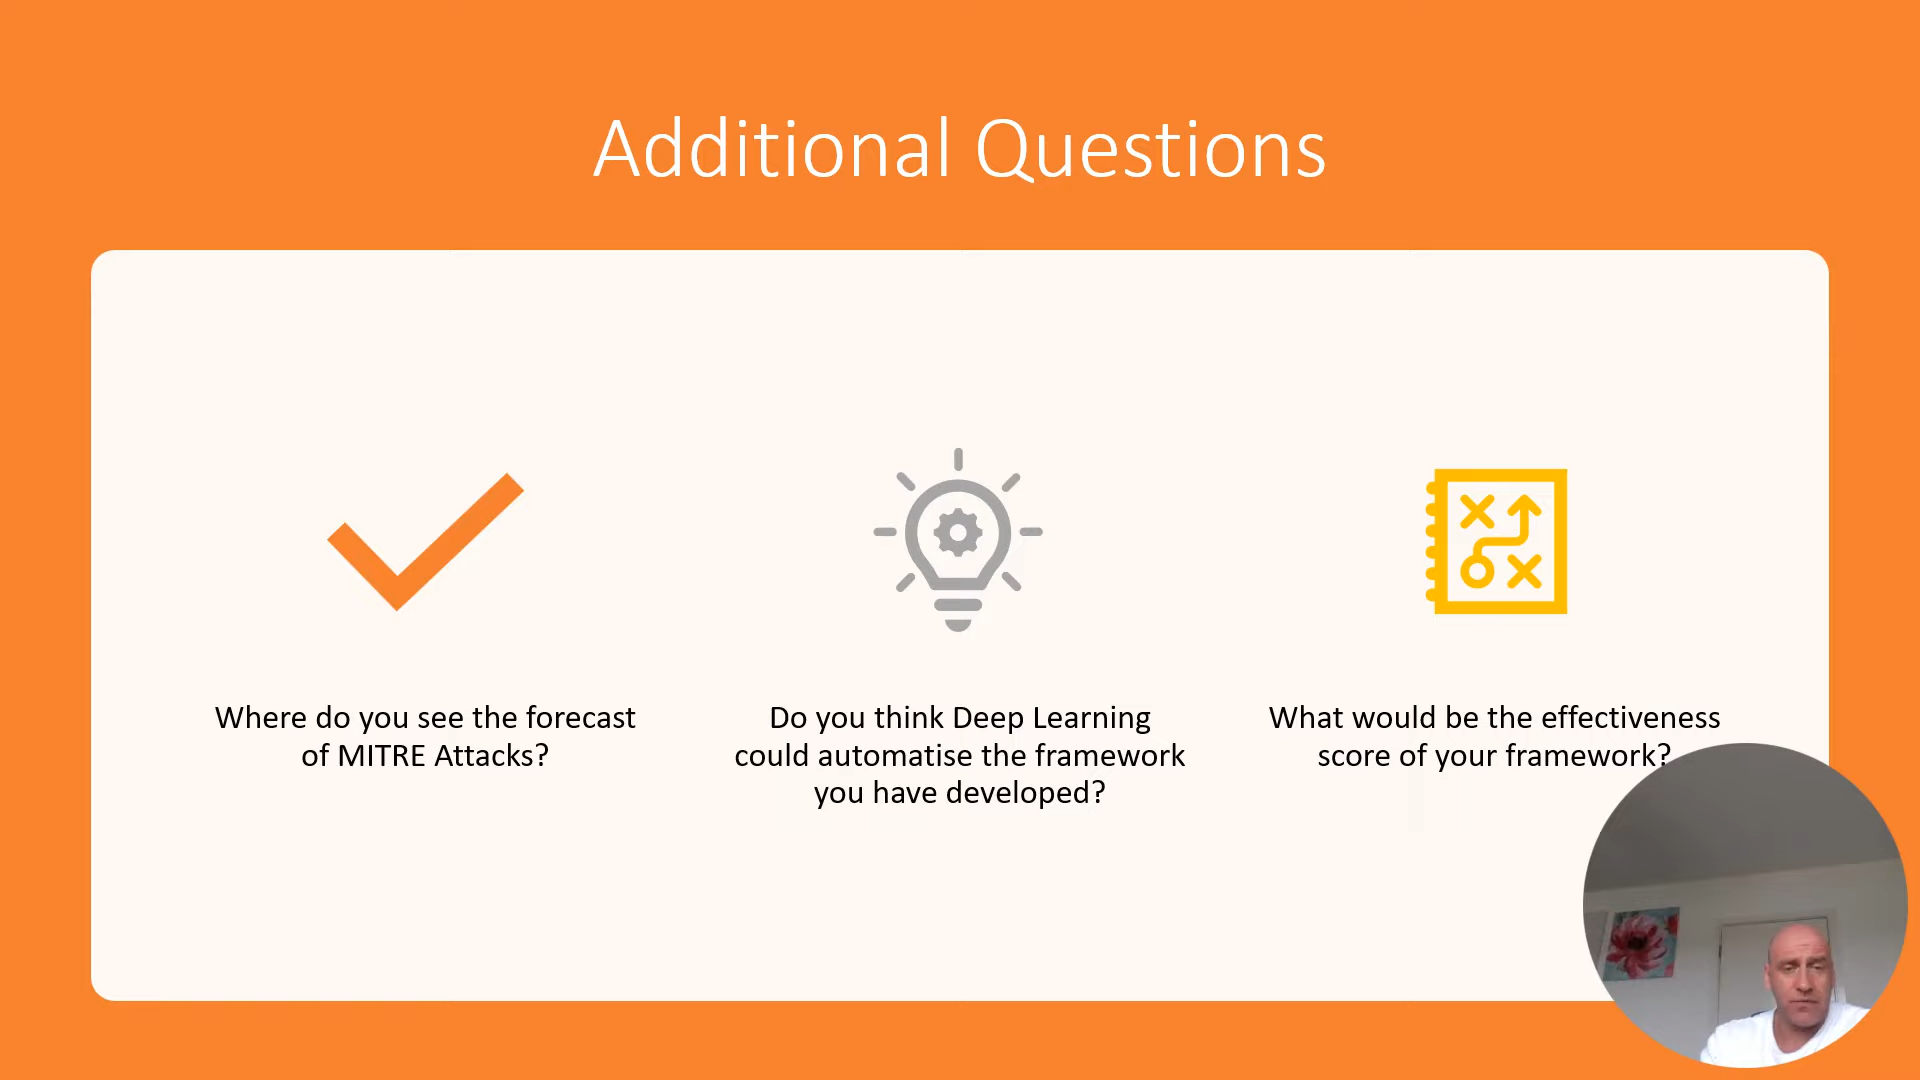 Additional Questions
Where do you see the forecast
of MITRE Attacks?
Do you think Deep Learning
could automatise the framework
you have developed?
What would be the effectiveness
score of your framework?